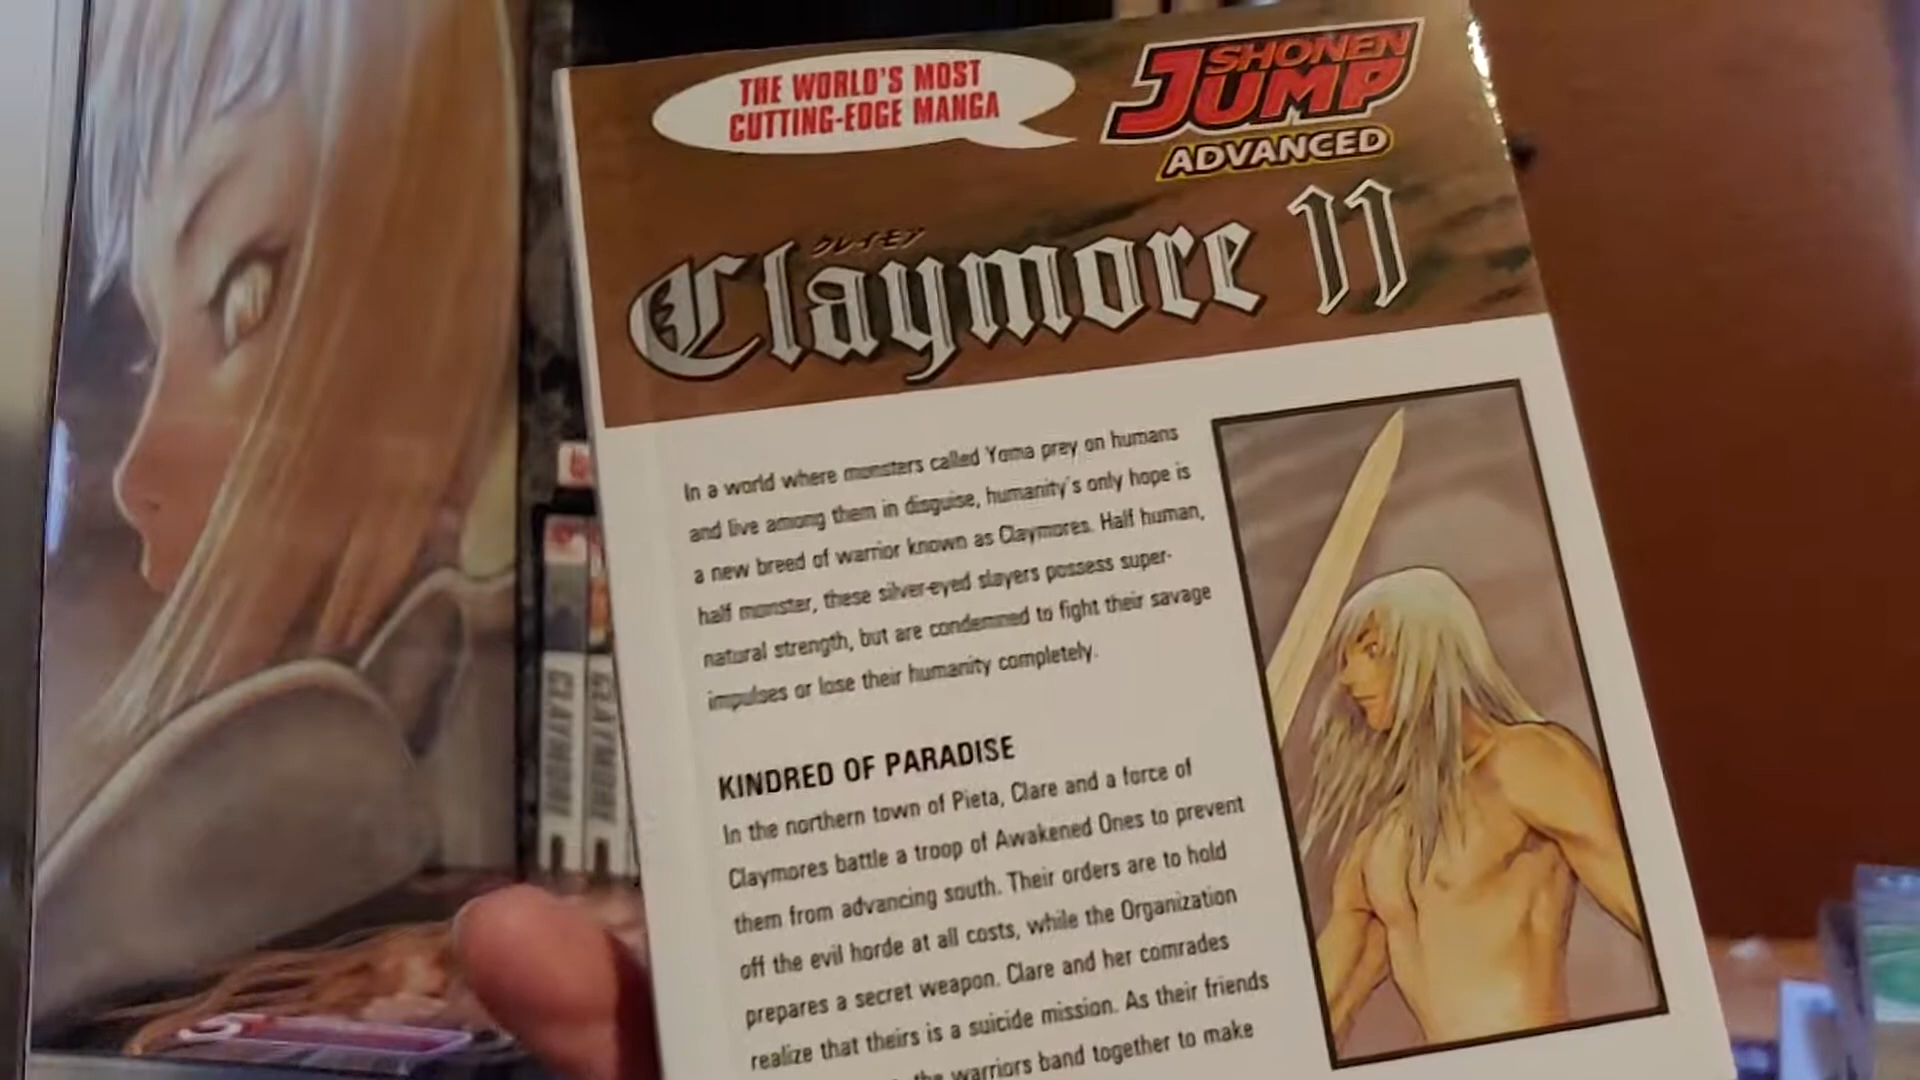 THE WORLD'S MOST
CUTTING-EDGE MANGA
SHONEN
JUMP
ADVANCED
クレイモア
Claymore 11
In a world where monsters called Yoma prey on humans
and live among them in disguise, humanity's only hope is
a new breed of warrior known as Claymores. Half human,
half monster, these silver-eyed slayers possess super-
natural strength, but are condemned to fight their savage
impulses or lose their humanity completely.
KINDRED OF PARADISE
In the northern town of Pieta, Clare and a force of
Claymores battle a troop of Awakened Ones to prevent
them from advancing south. Their orders are to hold
off the evil horde at all costs, while the Organization
prepares a secret weapon. Clare and her comrades
realize that theirs is a suicide mission. As their friends
the warriors band together to make
CLAYMORE
CLAYMORE